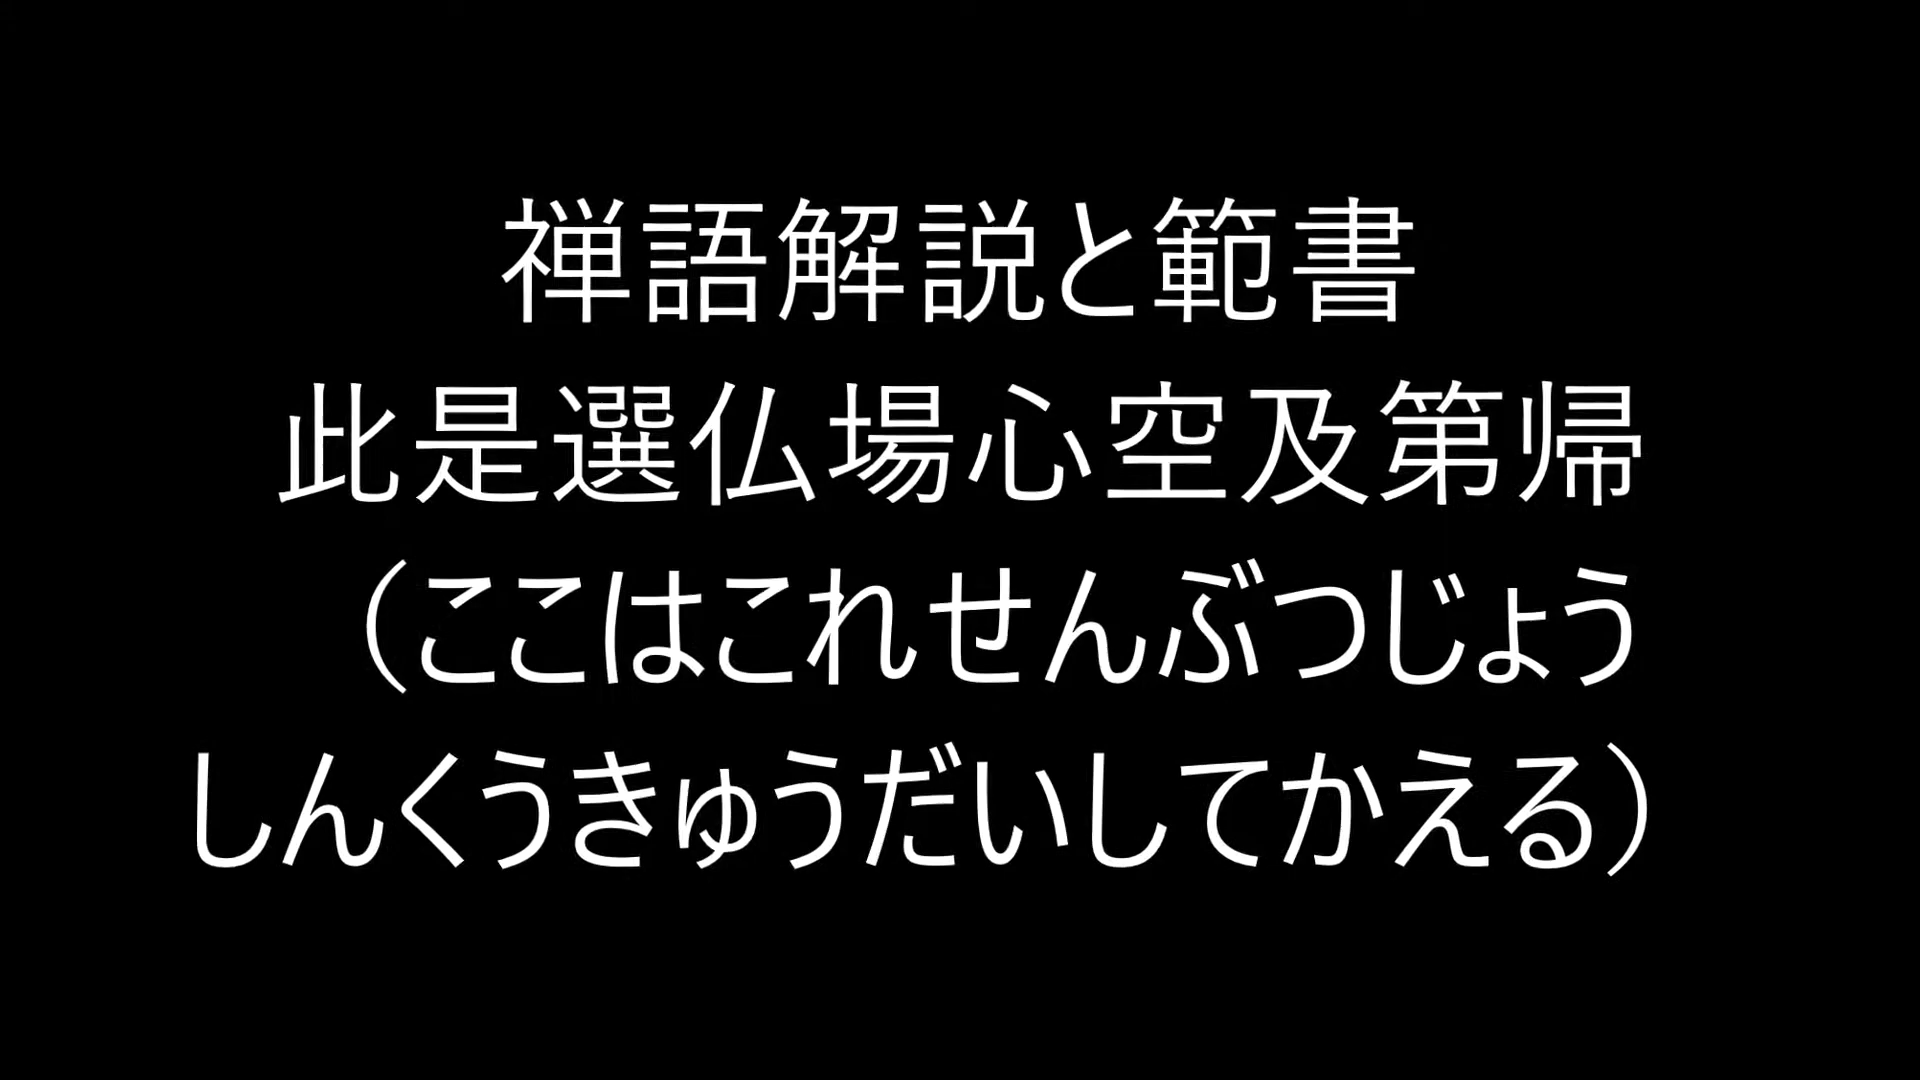 禅語解説と範書
此是選仏場心空及第帰
（ここはこれせんぶつじょう
しんくうきゅうだいしてかえる）